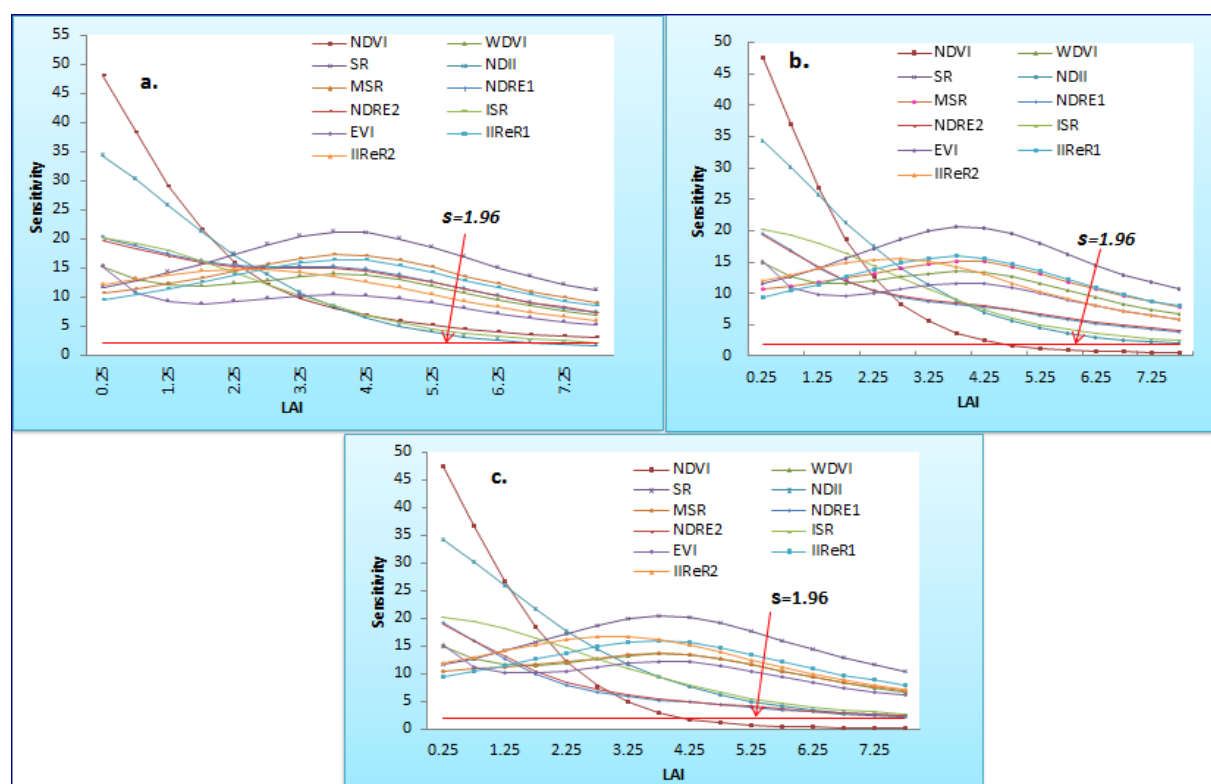 a.
NDVI WDVI
SR NDII
MSR NDRE1
NDRE2 ISR
EVI IIReR1
IIReR2
s=1.96
Sensitivity
55
50
45
40
35
30
25
20
15
10
5
0
0.25 1.25 2.25 3.25 4.25 5.25 6.25 7.25
LAI
b.
NDVI WDVI
SR NDII
MSR NDRE1
NDRE2 ISR
EVI IIReR1
IIReR2
s=1.96
Sensitivity
50
45
40
35
30
25
20
15
10
5
0
0.25 1.25 2.25 3.25 4.25 5.25 6.25 7.25
LAI
c.
NDVI WDVI
SR NDII
MSR NDRE1
NDRE2 ISR
EVI IIReR1
IIReR2
s=1.96
Sensitivity
50
45
40
35
30
25
20
15
10
5
0
0.25 1.25 2.25 3.25 4.25 5.25 6.25 7.25
LAI